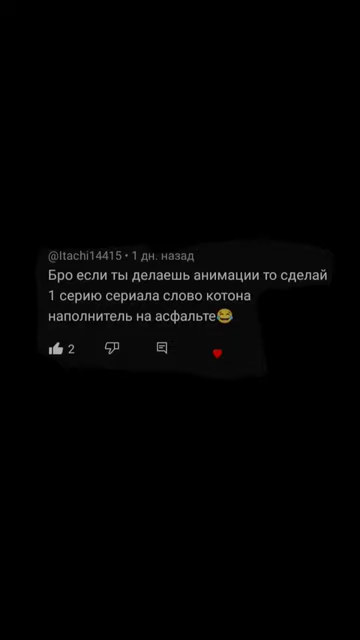 @Itachi14415 • 1 дн. назад
Бро если ты делаешь анимации то сделай
1 серию сериала слово котона
наполнитель на асфальте😂
2